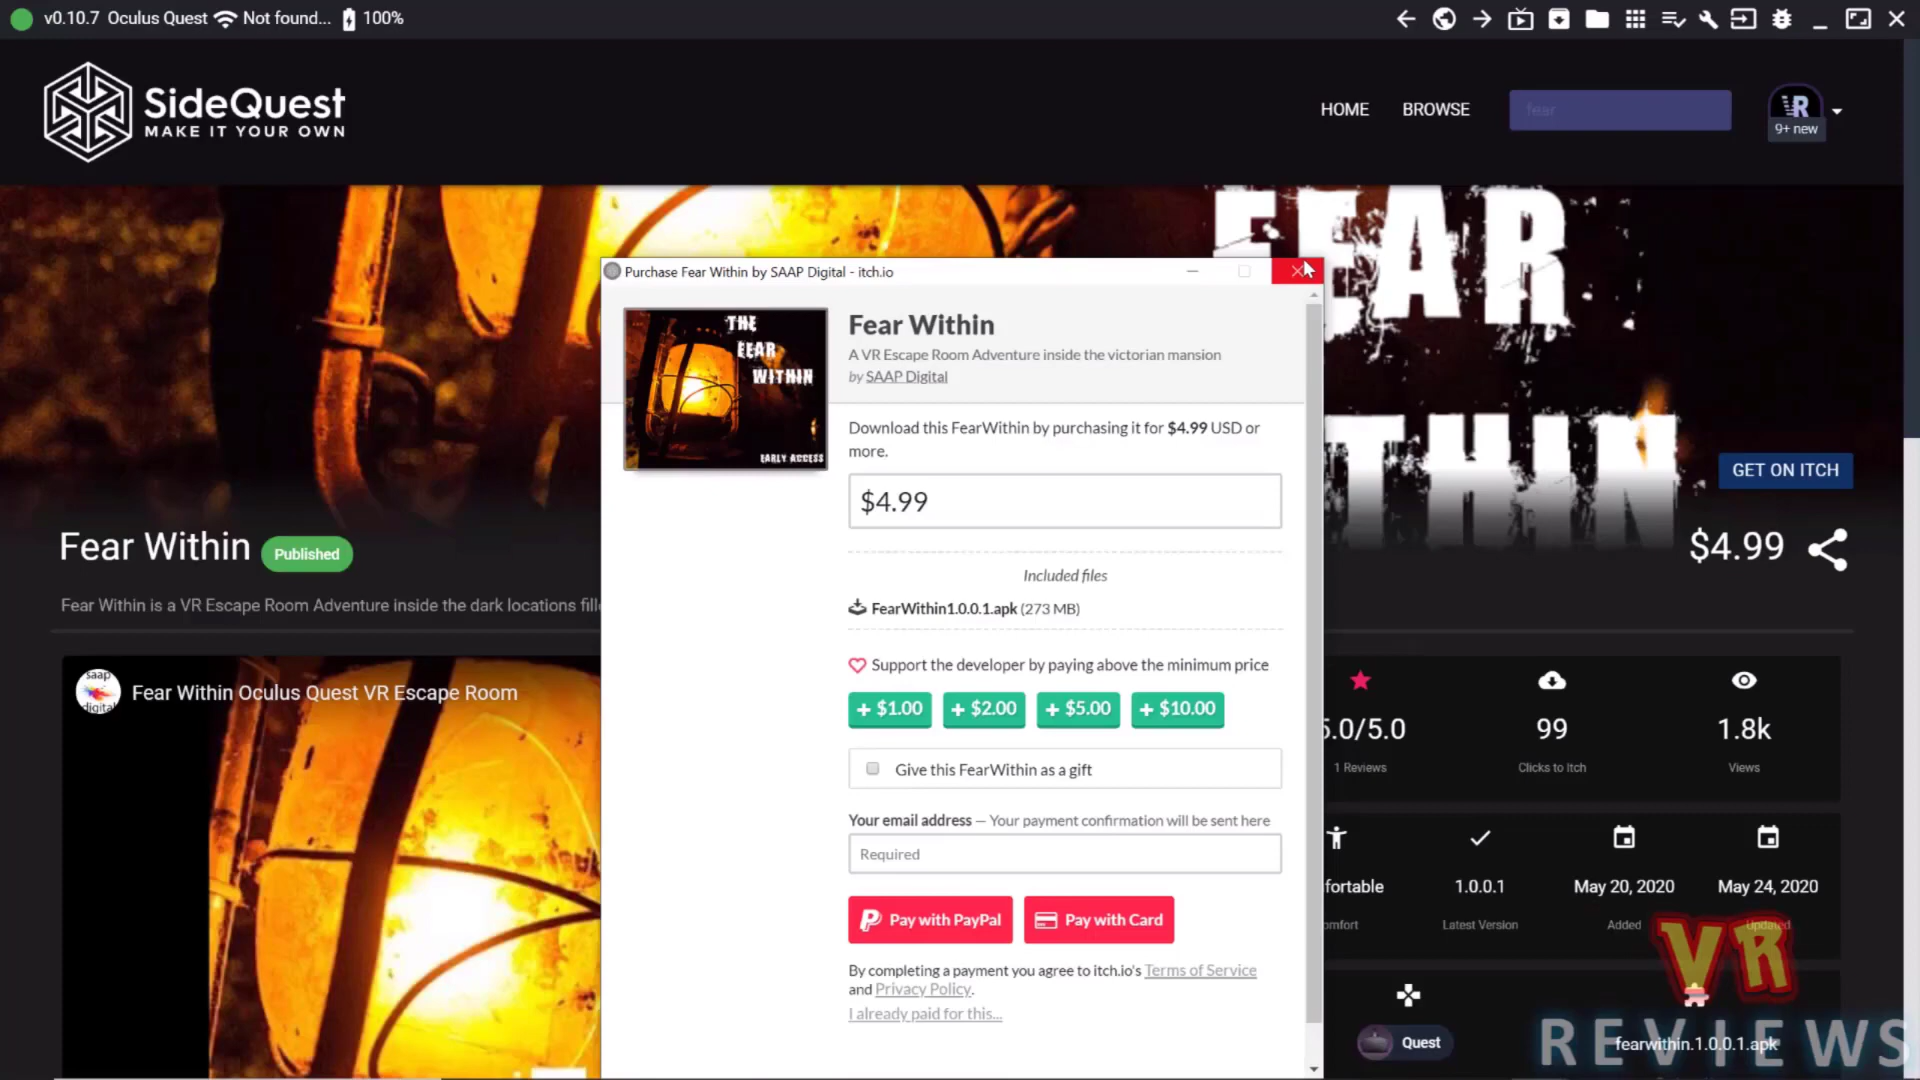 v0.10.7 Oculus Quest Not found... 100%
SideQuest
MAKE IT YOUR OWN
HOME BROWSE fear
VR
9+ new
FEAR
WITHIN
Purchase Fear Within by SAAP Digital - itch.io
THE
FEAR
WITHIN
EARLY ACCESS
Fear Within
A VR Escape Room Adventure inside the victorian mansion
by SAAP Digital
Download this FearWithin by purchasing it for $4.99 USD or
more.
$4.99
Included files
FearWithin1.0.0.1.apk (273 MB)
Support the developer by paying above the minimum price
+ $1.00 + $2.00 + $5.00 + $10.00
Give this FearWithin as a gift
Your email address — Your payment confirmation will be sent here
Required
Pay with PayPal Pay with Card
By completing a payment you agree to itch.io's Terms of Service
and Privacy Policy.
I already paid for this...
GET ON ITCH
Fear Within Published
$4.99
Fear Within is a VR Escape Room Adventure inside the dark locations fill
saap
digital
Fear Within Oculus Quest VR Escape Room
5.0/5.0 99 1.8k
1 Reviews Clicks to Itch Views
fortable 1.0.0.1 May 20, 2020 May 24, 2020
omfort Latest Version Added Updated
Quest fearwithin.1.0.0.1.apk
VR
REVIEWS